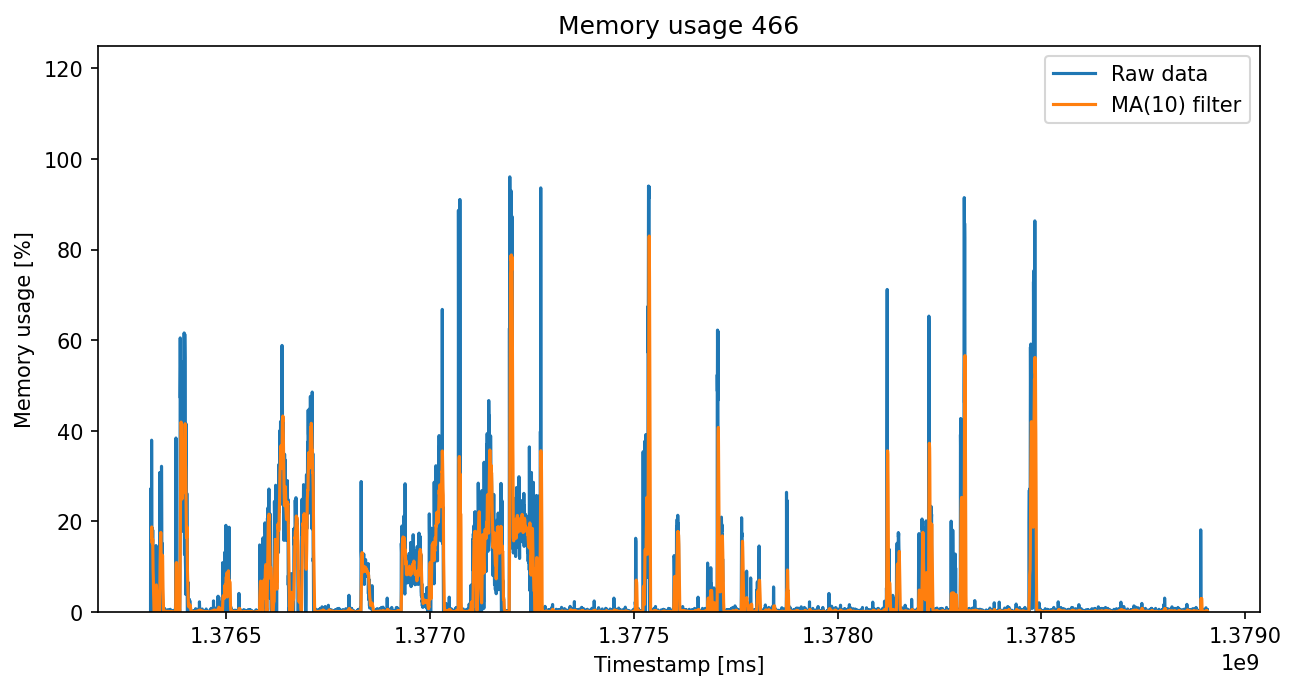 Memory usage 466
Raw data
MA(10) filter
Memory usage [%]
120
100
80
60
40
20
0
1.3765 1.3770 1.3775 1.3780 1.3785 1.3790
1e9
Timestamp [ms]